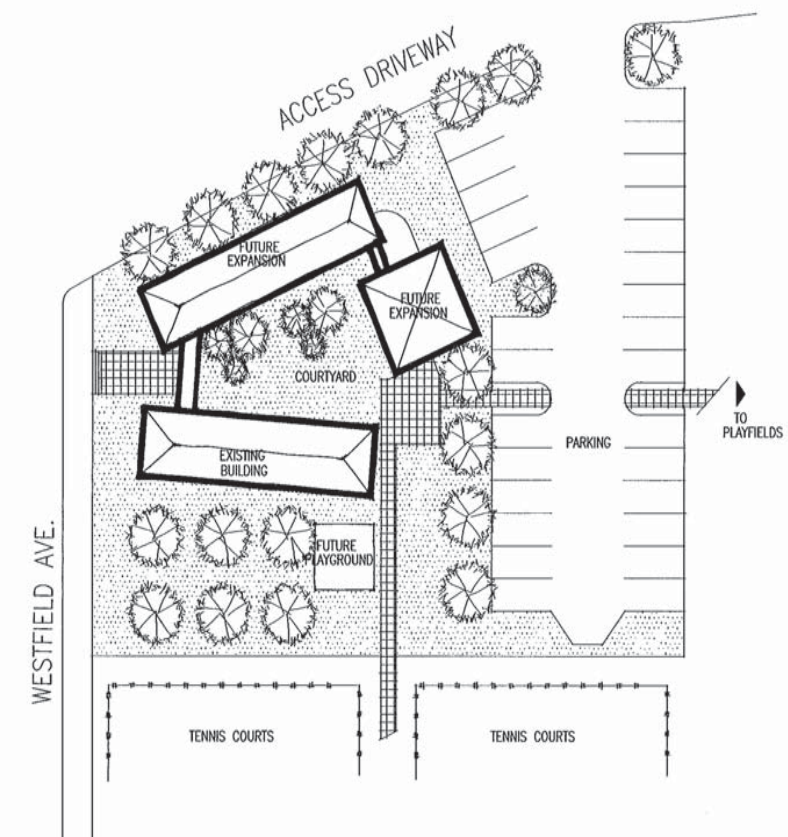 ACCESS DRIVEWAY
FUTURE
EXPANSION
FUTURE
EXPANSION
COURTYARD
TO
PLAYFIELDS
PARKING
EXISTING
BUILDING
WESTFIELD AVE.
FUTURE
PLAYGROUND
TENNIS COURTS
TENNIS COURTS